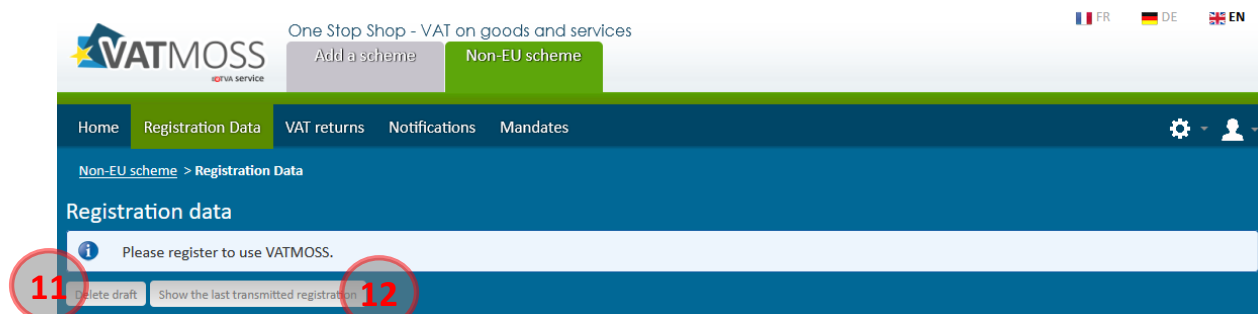 One Stop Shop - VAT on goods and services
FR DE EN
VATMOSS
eTVA service
Add a scheme Non-EU scheme
Home Registration Data VAT returns Notifications Mandates
Non-EU scheme > Registration Data
Registration data
i Please register to use VATMOSS.
11 Delete draft Show the last transmitted registration 12